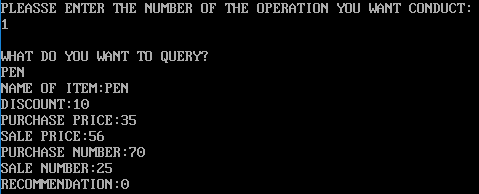 PLEASSE ENTER THE NUMBER OF THE OPERATION YOU WANT CONDUCT:
1
WHAT DO YOU WANT TO QUERY?
PEN
NAME OF ITEM:PEN
DISCOUNT:10
PURCHASE PRICE:35
SALE PRICE:56
PURCHASE NUMBER:70
SALE NUMBER:25
RECOMMENDATION:0